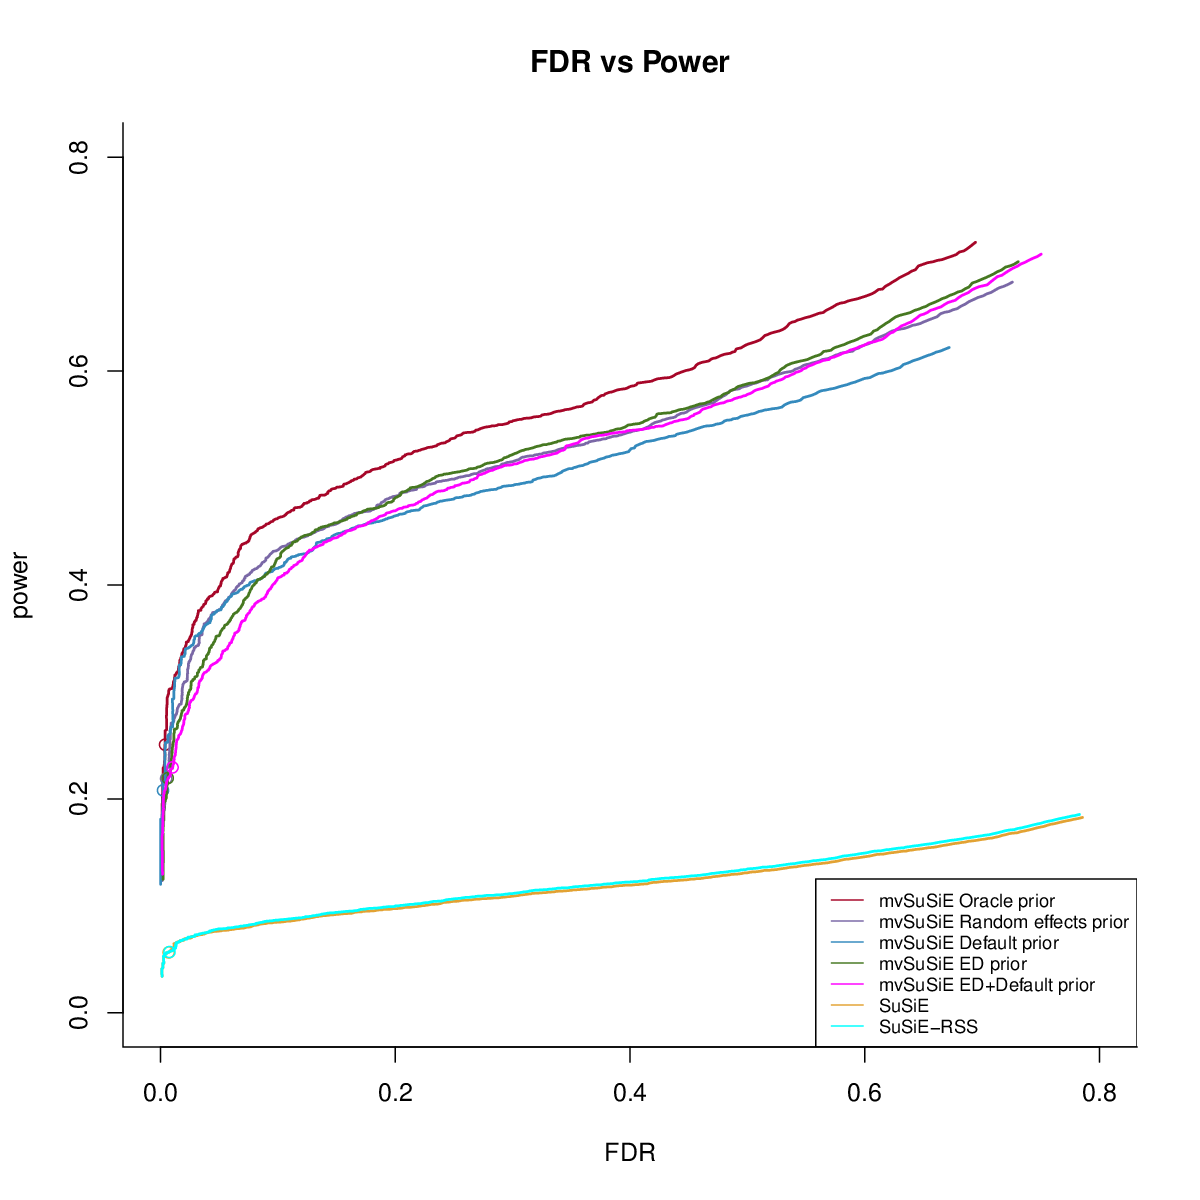 FDR vs Power
power
0.8
0.6
0.4
0.2
0.0
mvSuSiE Oracle prior
mvSuSiE Random effects prior
mvSuSiE Default prior
mvSuSiE ED prior
mvSuSiE ED+Default prior
SuSiE
SuSiE−RSS
0.0 0.2 0.4 0.6 0.8
FDR